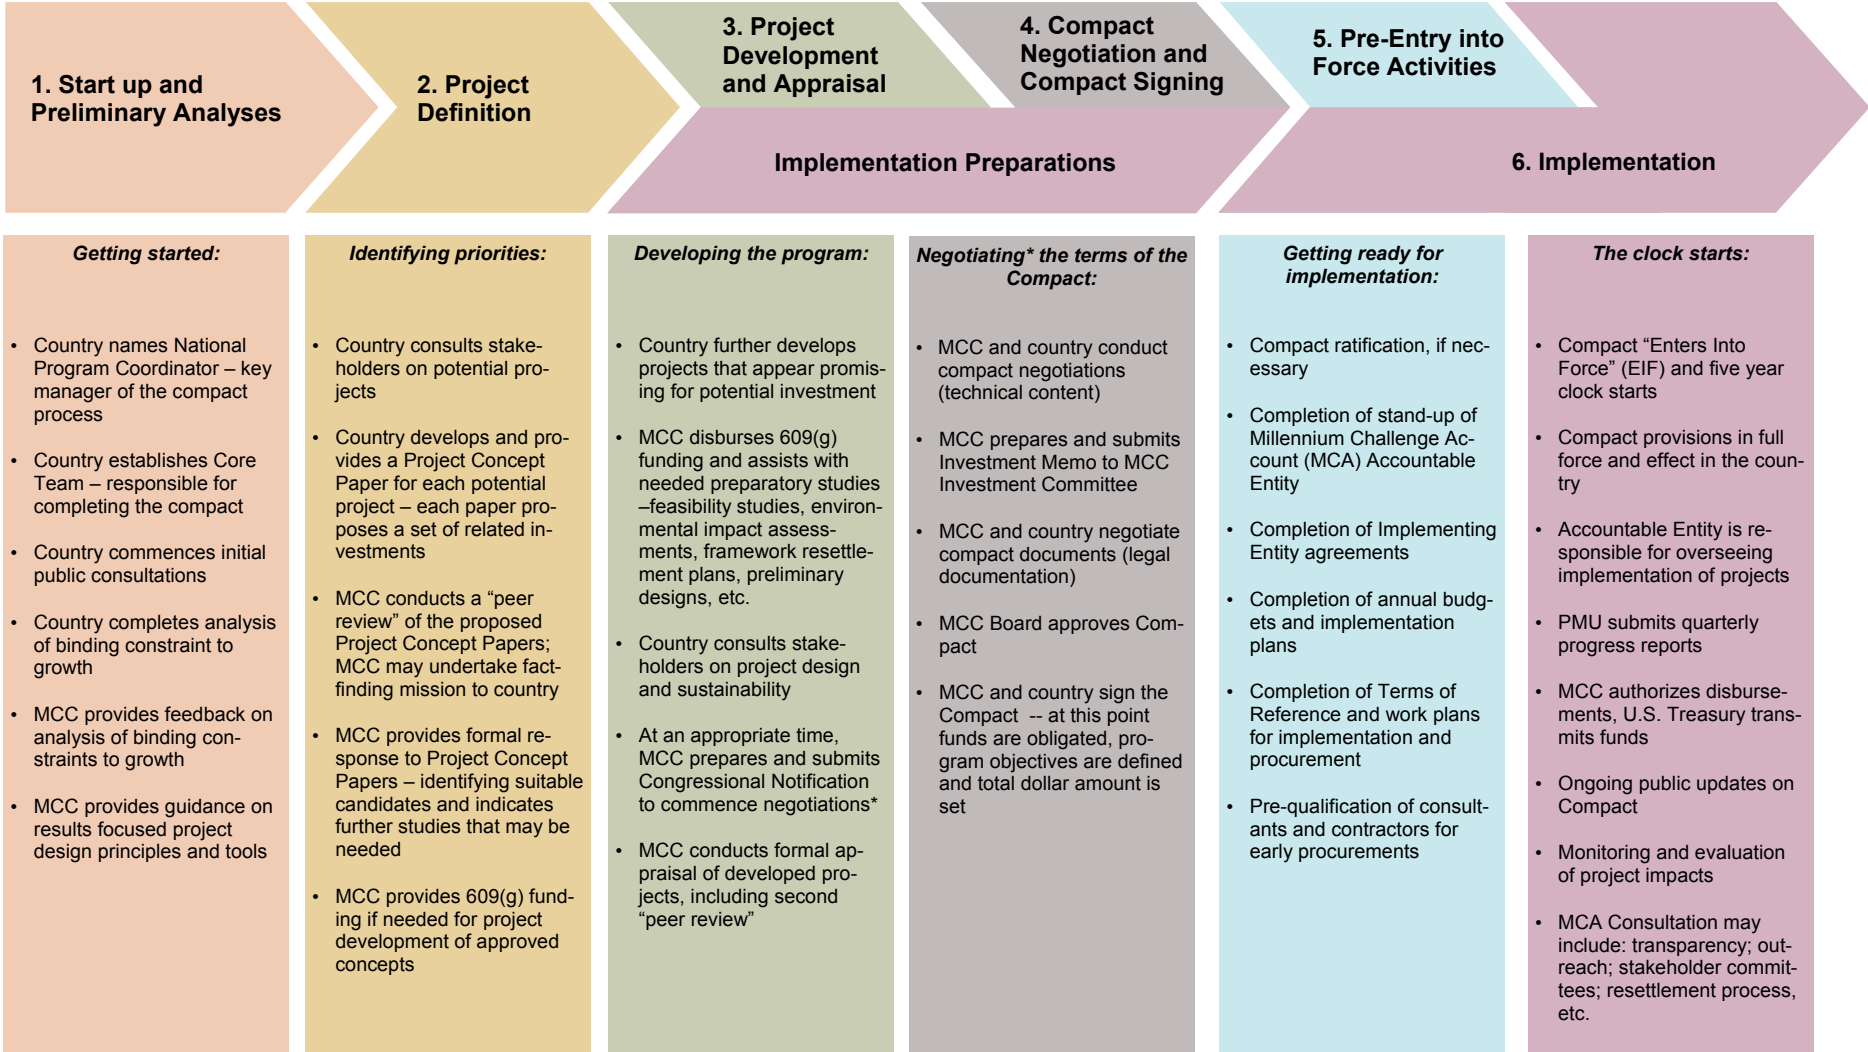 1. Start up and
Preliminary Analyses
2. Project
Definition
3. Project
Development
and Appraisal
4. Compact
Negotiation and
Compact Signing
5. Pre-Entry into
Force Activities
Implementation Preparations
6. Implementation
Getting started:
• Country names National
Program Coordinator – key
manager of the compact
process
• Country establishes Core
Team – responsible for
completing the compact
• Country commences initial
public consultations
• Country completes analysis
of binding constraint to
growth
• MCC provides feedback on
analysis of binding con-
straints to growth
• MCC provides guidance on
results focused project
design principles and tools
Identifying priorities:
• Country consults stake-
holders on potential pro-
jects
• Country develops and pro-
vides a Project Concept
Paper for each potential
project – each paper pro-
poses a set of related in-
vestments
• MCC conducts a “peer
review” of the proposed
Project Concept Papers;
MCC may undertake fact-
finding mission to country
• MCC provides formal re-
sponse to Project Concept
Papers – identifying suitable
candidates and indicates
further studies that may be
needed
• MCC provides 609(g) fund-
ing if needed for project
development of approved
concepts
Developing the program:
• Country further develops
projects that appear promis-
ing for potential investment
• MCC disburses 609(g)
funding and assists with
needed preparatory studies
–feasibility studies, environ-
mental impact assess-
ments, framework resettle-
ment plans, preliminary
designs, etc.
• Country consults stake-
holders on project design
and sustainability
• At an appropriate time,
MCC prepares and submits
Congressional Notification
to commence negotiations*
• MCC conducts formal ap-
praisal of developed pro-
jects, including second
“peer review”
Negotiating* the terms of the
Compact:
• MCC and country conduct
compact negotiations
(technical content)
• MCC prepares and submits
Investment Memo to MCC
Investment Committee
• MCC and country negotiate
compact documents (legal
documentation)
• MCC Board approves Com-
pact
• MCC and country sign the
Compact -- at this point
funds are obligated, pro-
gram objectives are defined
and total dollar amount is
set
Getting ready for
implementation:
• Compact ratification, if nec-
essary
• Completion of stand-up of
Millennium Challenge Ac-
count (MCA) Accountable
Entity
• Completion of Implementing
Entity agreements
• Completion of annual budg-
ets and implementation
plans
• Completion of Terms of
Reference and work plans
for implementation and
procurement
• Pre-qualification of consult-
ants and contractors for
early procurements
The clock starts:
• Compact “Enters Into
Force” (EIF) and five year
clock starts
• Compact provisions in full
force and effect in the coun-
try
• Accountable Entity is re-
sponsible for overseeing
implementation of projects
• PMU submits quarterly
progress reports
• MCC authorizes disburse-
ments, U.S. Treasury trans-
mits funds
• Ongoing public updates on
Compact
• Monitoring and evaluation
of project impacts
• MCA Consultation may
include: transparency; out-
reach; stakeholder commit-
tees; resettlement process,
etc.